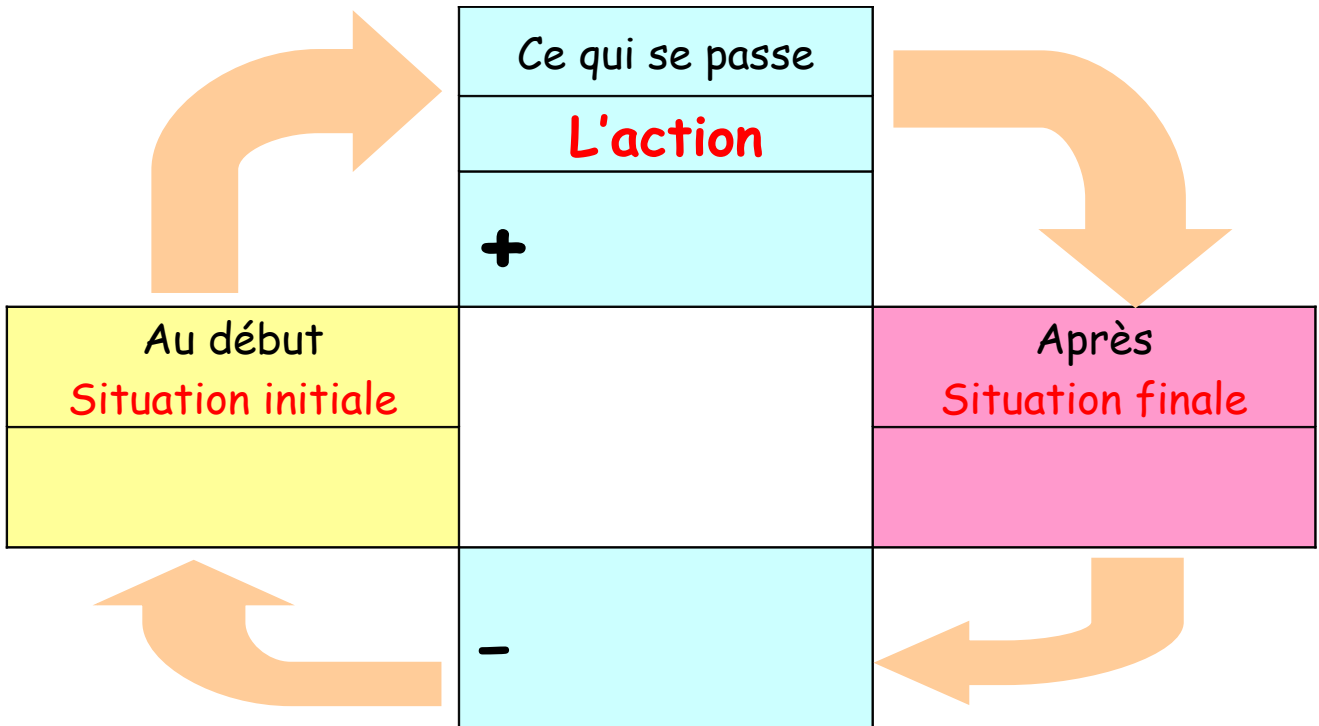 Ce qui se passe
L'action
+
Au début
Situation initiale
Après
Situation finale
-